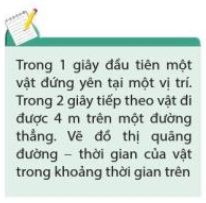 Trong 1 giây đầu tiên một
vật đứng yên tại một vị trí.
Trong 2 giây tiếp theo vật đi
được 4 m trên một đường
thẳng. Vẽ đồ thị quãng
đường – thời gian của vật
trong khoảng thời gian trên